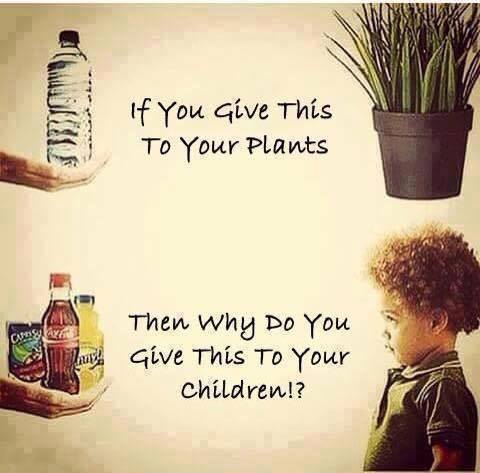 If You Give This
To Your Plants
Then Why Do You
Give This To Your
Children!?